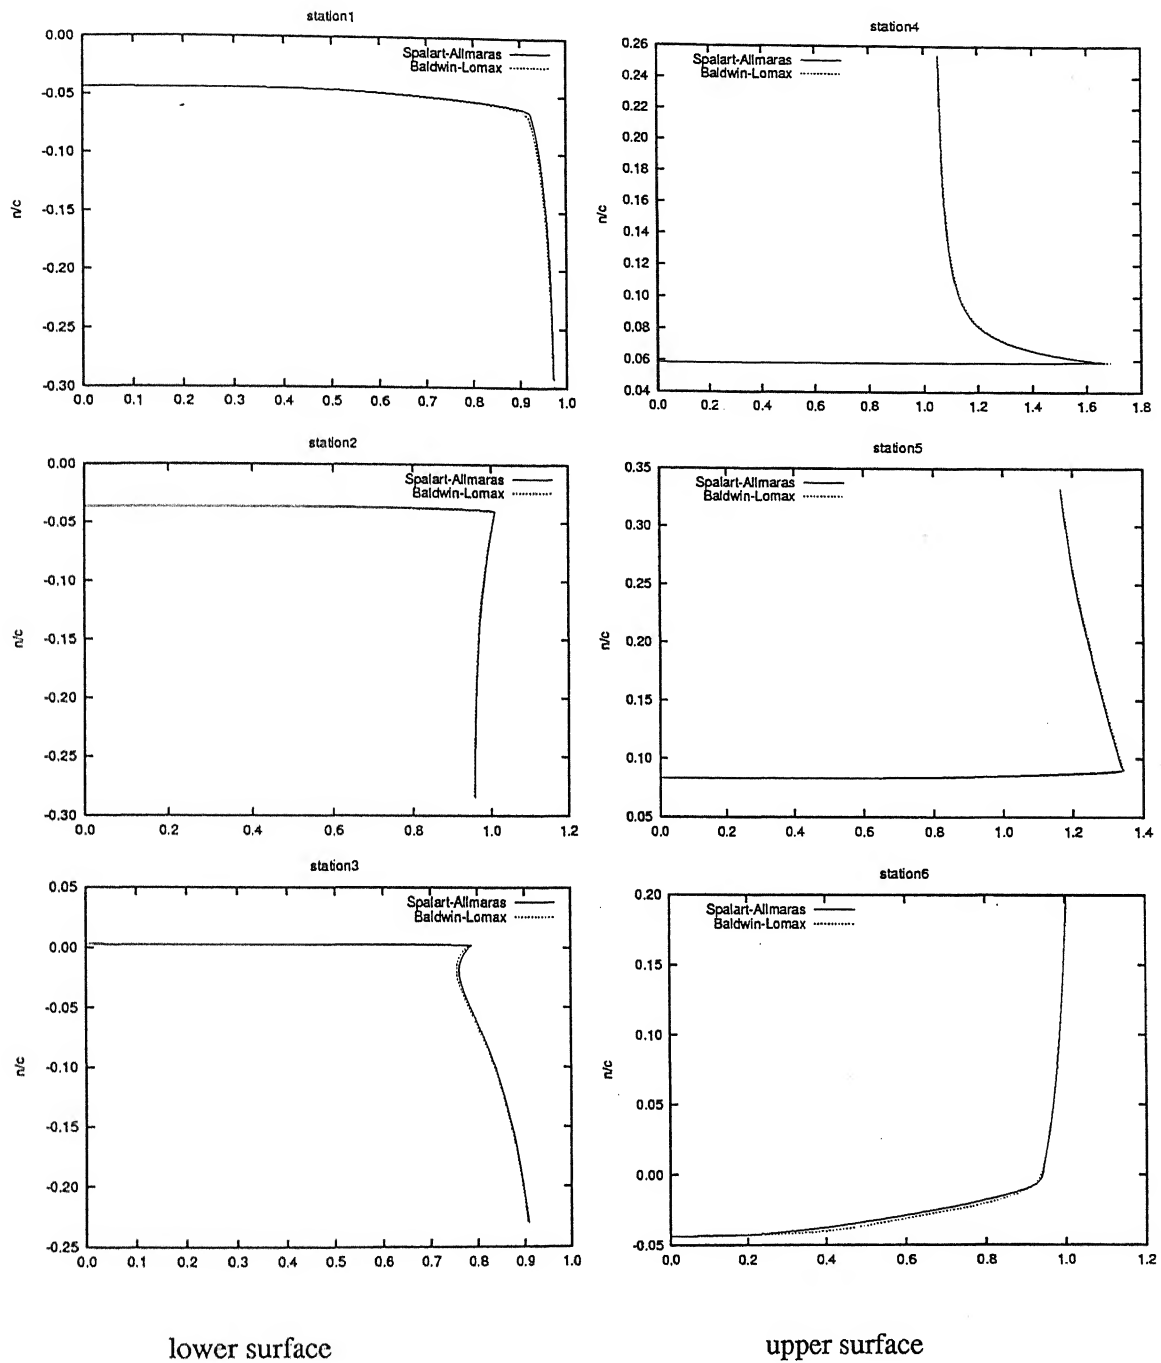 station1
0.00
-0.05
-0.10
-0.15
-0.20
-0.25
-0.30
n/c
Spalart-Allmaras
Baldwin-Lomax
0.0 0.1 0.2 0.3 0.4 0.5 0.6 0.7 0.8 0.9 1.0
station4
0.26
0.24
0.22
0.20
0.18
0.16
0.14
0.12
0.10
0.08
0.06
0.04
n/c
Spalart-Allmaras
Baldwin-Lomax
0.0 0.2 0.4 0.6 0.8 1.0 1.2 1.4 1.6 1.8
station2
0.00
-0.05
-0.10
-0.15
-0.20
-0.25
-0.30
n/c
Spalart-Allmaras
Baldwin-Lomax
0.0 0.2 0.4 0.6 0.8 1.0 1.2
station5
0.35
0.30
0.25
0.20
0.15
0.10
0.05
n/c
Spalart-Allmaras
Baldwin-Lomax
0.0 0.2 0.4 0.6 0.8 1.0 1.2 1.4
station3
0.05
0.00
-0.05
-0.10
-0.15
-0.20
-0.25
n/c
Spalart-Allmaras
Baldwin-Lomax
0.0 0.1 0.2 0.3 0.4 0.5 0.6 0.7 0.8 0.9 1.0
station6
0.20
0.15
0.10
0.05
0.00
-0.05
n/c
Spalart-Allmaras
Baldwin-Lomax
0.0 0.2 0.4 0.6 0.8 1.0 1.2
lower surface
upper surface